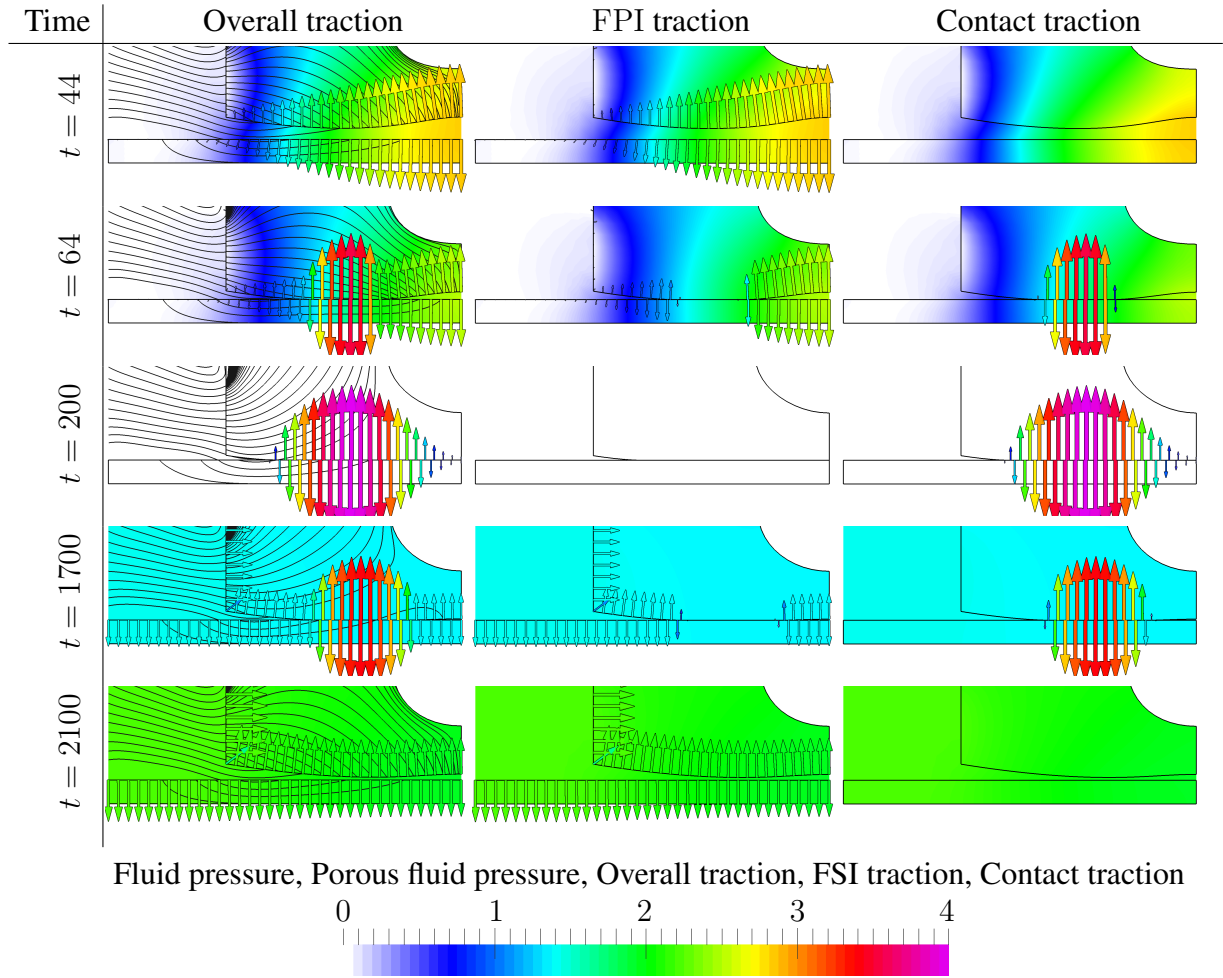 Time Overall traction FPI traction Contact traction
t = 44
t = 64
t = 200
t = 1700
t = 2100
Fluid pressure, Porous fluid pressure, Overall traction, FSI traction, Contact traction
0 1 2 3 4